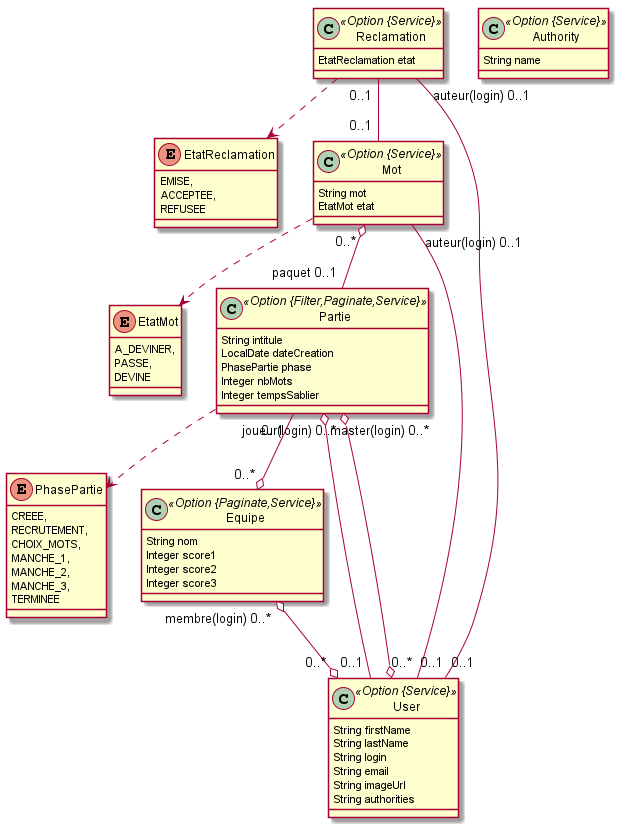 C «Option {Service}»
Reclamation
EtatReclamation etat
C «Option {Service}»
Authority
String name
0..1
auteur(login) 0..1
0..1
E EtatReclamation
EMISE,
ACCEPTEE,
REFUSEE
C «Option {Service}»
Mot
String mot
EtatMot etat
0..*
auteur(login) 0..1
paquet 0..1
E EtatMot
A_DEVINER,
PASSE,
DEVINE
C «Option {Filter,Paginate,Service}»
Partie
String intitule
LocalDate dateCreation
PhasePartie phase
Integer nbMots
Integer tempsSablier
joueur(login) 0..*
0..1
master(login) 0..*
0..*
E PhasePartie
CREEE,
RECRUTEMENT,
CHOIX_MOTS,
MANCHE_1,
MANCHE_2,
MANCHE_3,
TERMINEE
C «Option {Paginate,Service}»
Equipe
String nom
Integer score1
Integer score2
Integer score3
membre(login) 0..*
0..* 0..1 0..* 0..1 0..1
C «Option {Service}»
User
String firstName
String lastName
String login
String email
String imageUrl
String authorities